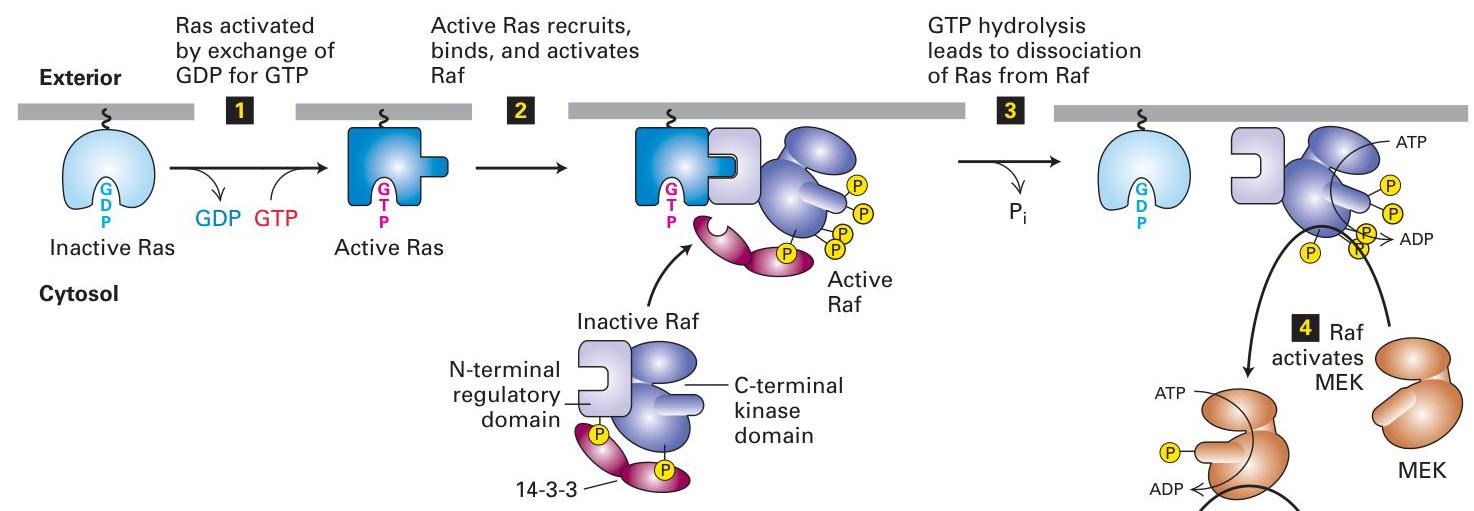 Ras activated
by exchange of
GDP for GTP
Active Ras recruits,
binds, and activates
Raf
GTP hydrolysis
leads to dissociation
of Ras from Raf
Exterior
1
2
3
G
D
P
GDP
GTP
Inactive Ras
G
T
P
Active Ras
G
T
P
P
P
P
P
P
Active
Raf
Pi
G
D
P
ATP
P
P
P
P
P
ADP
Cytosol
Inactive Raf
N-terminal
regulatory
domain
C-terminal
kinase
domain
P
P
14-3-3
4 Raf
activates
MEK
ATP
P
ADP
MEK